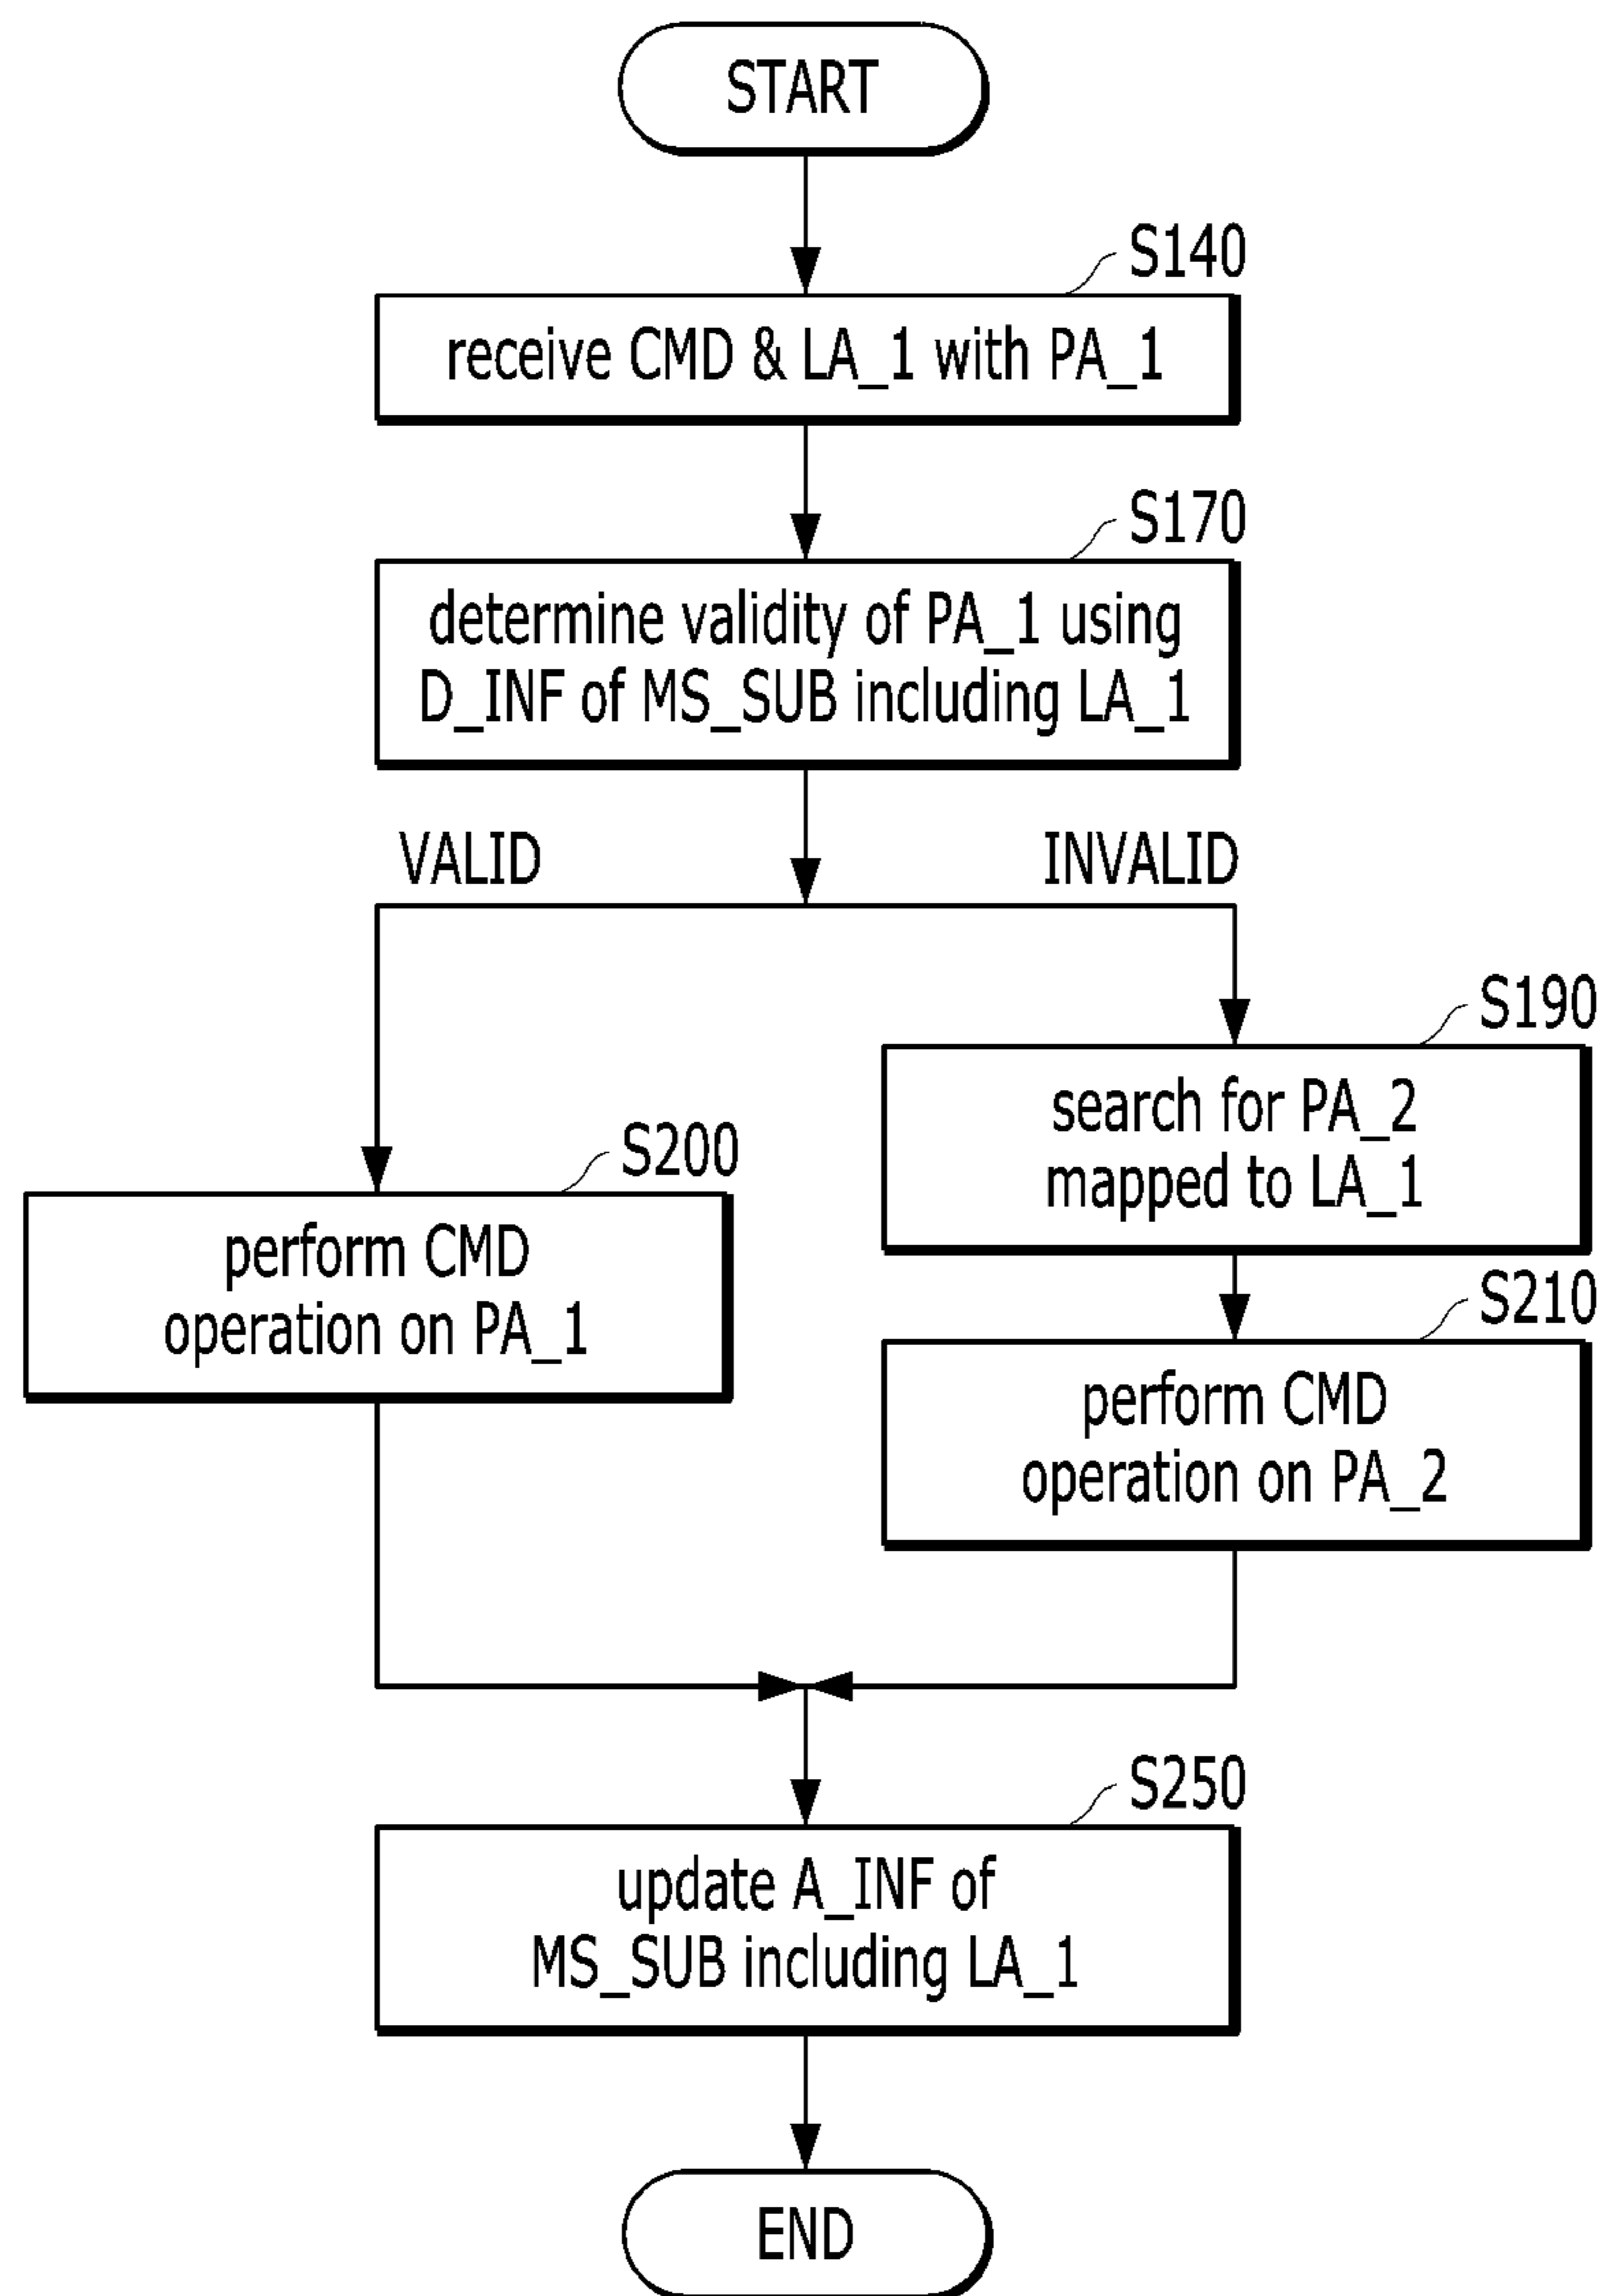 START
S140
receive CMD & LA_1 with PA_1
S170
determine validity of PA_1 using
D_INF of MS_SUB including LA_1
VALID
INVALID
S190
search for PA_2
mapped to LA_1
S200
perform CMD
operation on PA_1
S210
perform CMD
operation on PA_2
S250
update A_INF of
MS_SUB including LA_1
END